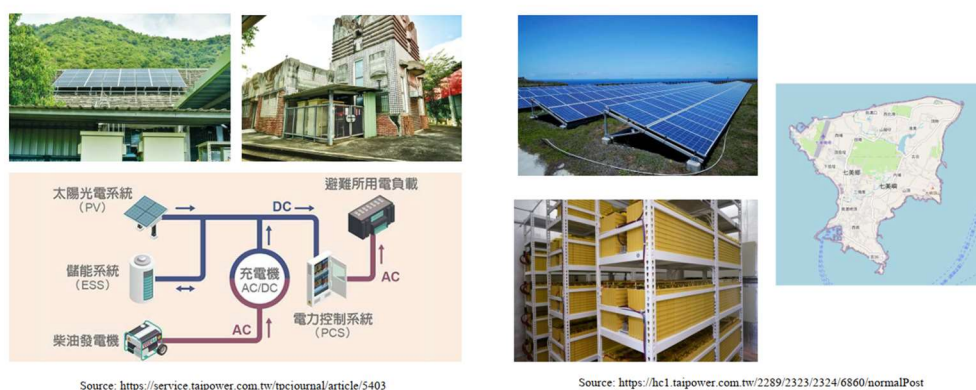 太陽光電系統
(PV)
DC
避難所用電負載
儲能系統
(ESS)
充電機
AC/DC
AC
AC
電力控制系統
(PCS)
柴油發電機
七美鄉
七美嶼
Source: https://service.taipower.com.tw/tpcjournal/article/5403
Source: https://hc1.taipower.com.tw/2289/2323/2324/6860/normalPost